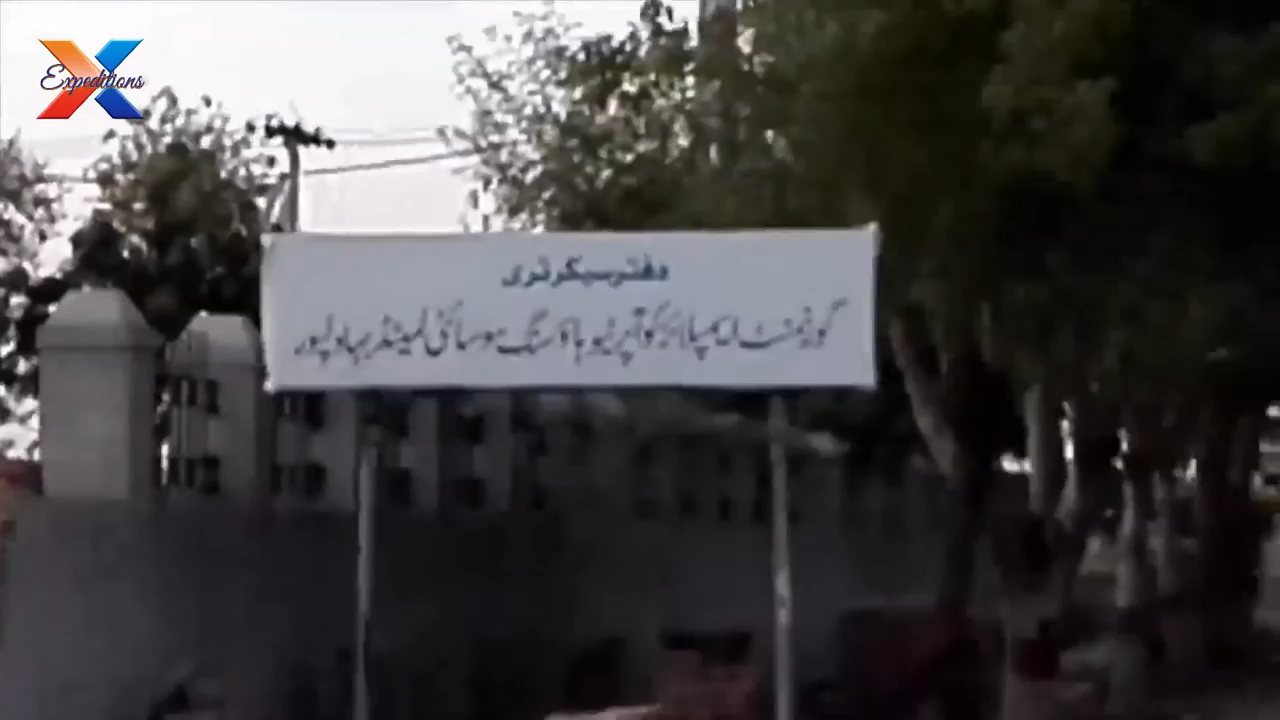 Expeditions
دفتر سیکرٹری
گورنمنٹ ایمپلائز کوآپریٹو ہاؤسنگ سوسائٹی لمیٹڈ بہاولپور